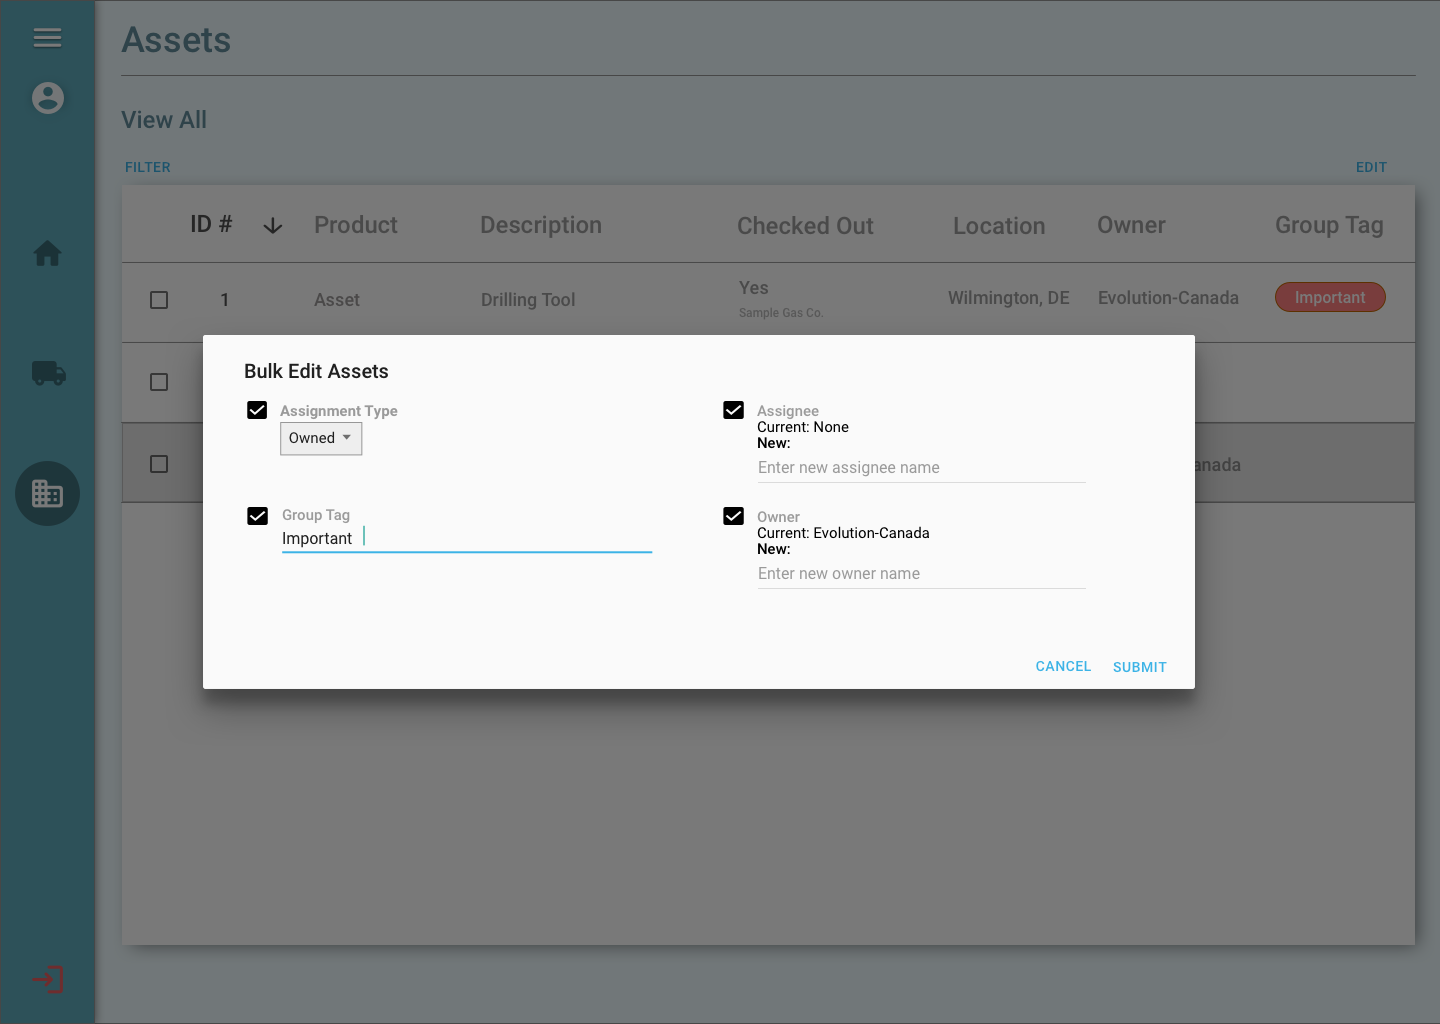 Assets
View All
FILTER
EDIT
ID # Product Description Checked Out Location Owner Group Tag
1 Asset Drilling Tool Yes Wilmington, DE Evolution-Canada Important
Sample Gas Co.
anada
Bulk Edit Assets
Assignment Type
Owned
Assignee
Current: None
New:
Enter new assignee name
Group Tag
Important
Owner
Current: Evolution-Canada
New:
Enter new owner name
CANCEL SUBMIT